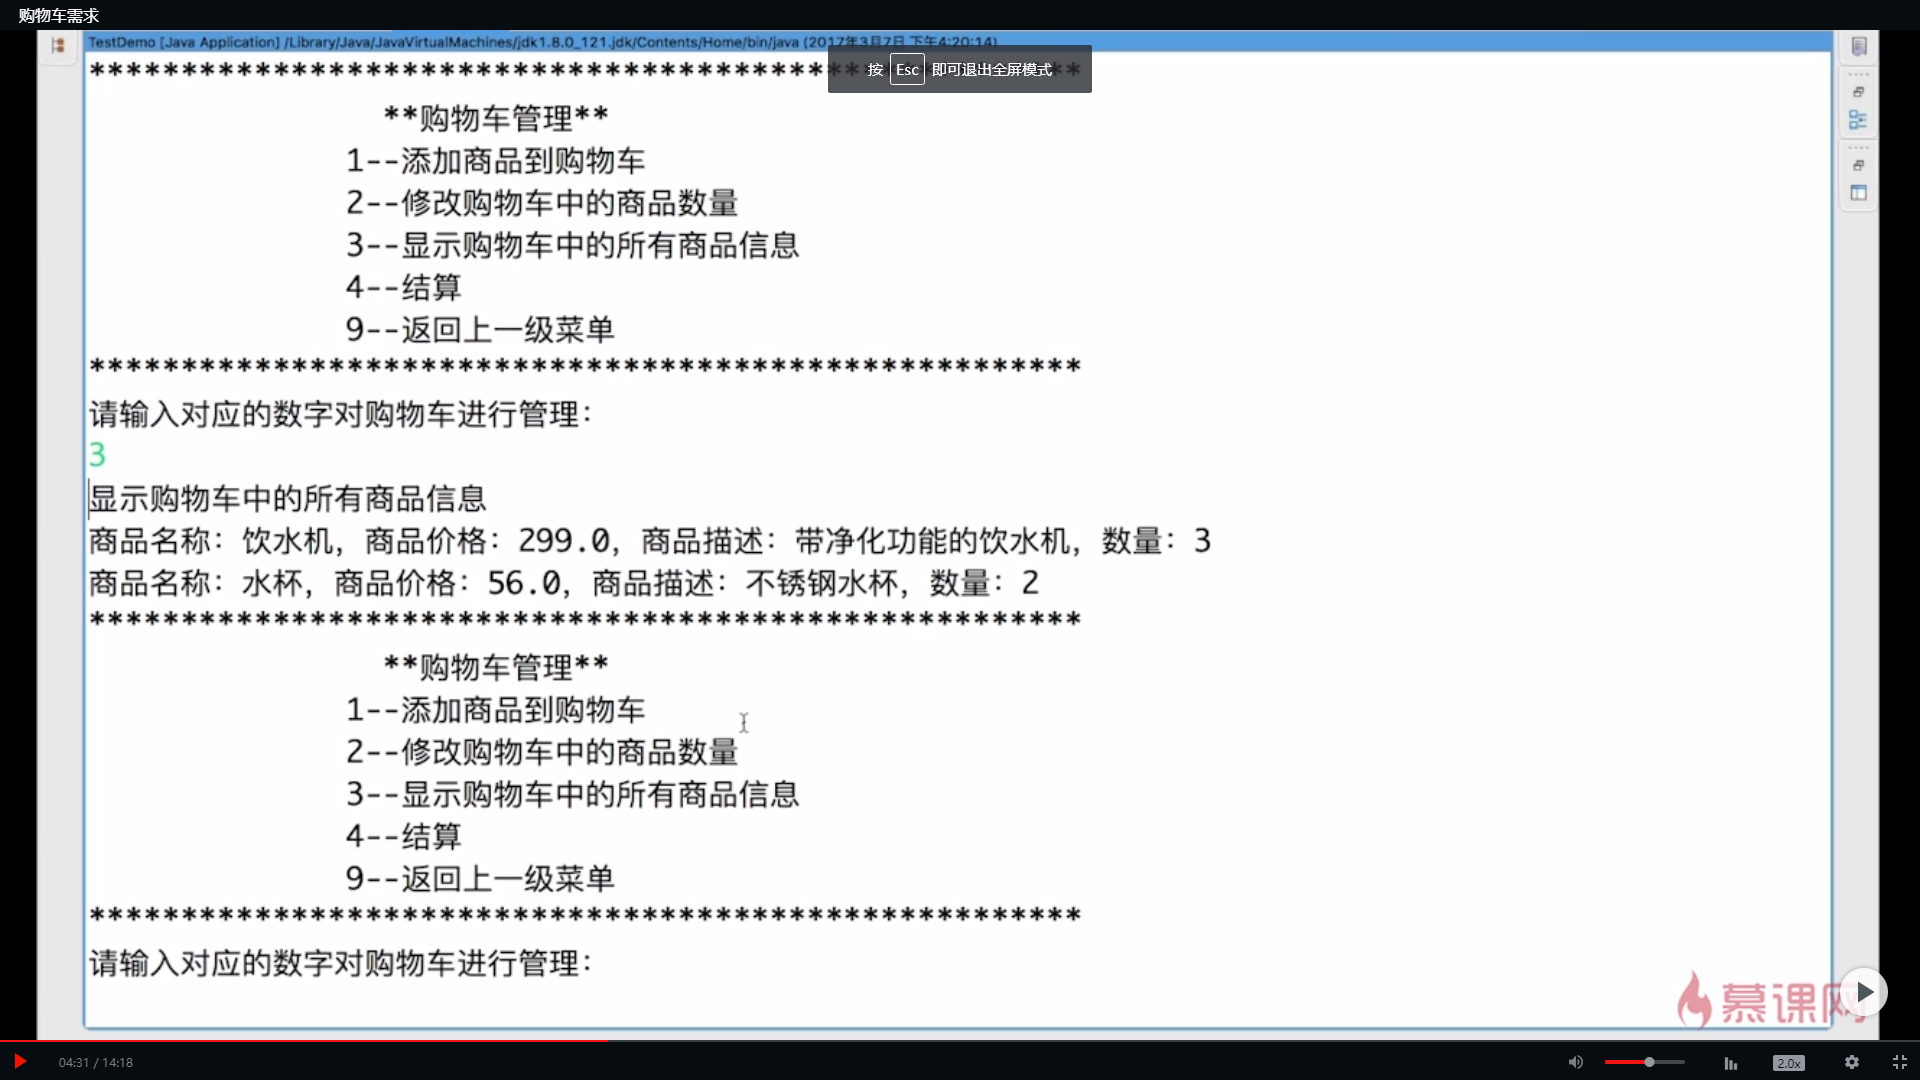 购物车需求
TestDemo [Java Application] /Library/Java/JavaVirtualMachines/jdk1.8.0_121.jdk/Contents/Home/bin/java (2017年3月7日 下午4:20:14)
按 Esc 即可退出全屏模式
******************************************************
**购物车管理**
1--添加商品到购物车
2--修改购物车中的商品数量
3--显示购物车中的所有商品信息
4--结算
9--返回上一级菜单
******************************************************
请输入对应的数字对购物车进行管理：
3
显示购物车中的所有商品信息
商品名称：饮水机，商品价格：299.0，商品描述：带净化功能的饮水机，数量：3
商品名称：水杯，商品价格：56.0，商品描述：不锈钢水杯，数量：2
******************************************************
**购物车管理**
1--添加商品到购物车
2--修改购物车中的商品数量
3--显示购物车中的所有商品信息
4--结算
9--返回上一级菜单
******************************************************
请输入对应的数字对购物车进行管理：
慕课网
04:31 / 14:18
2.0x